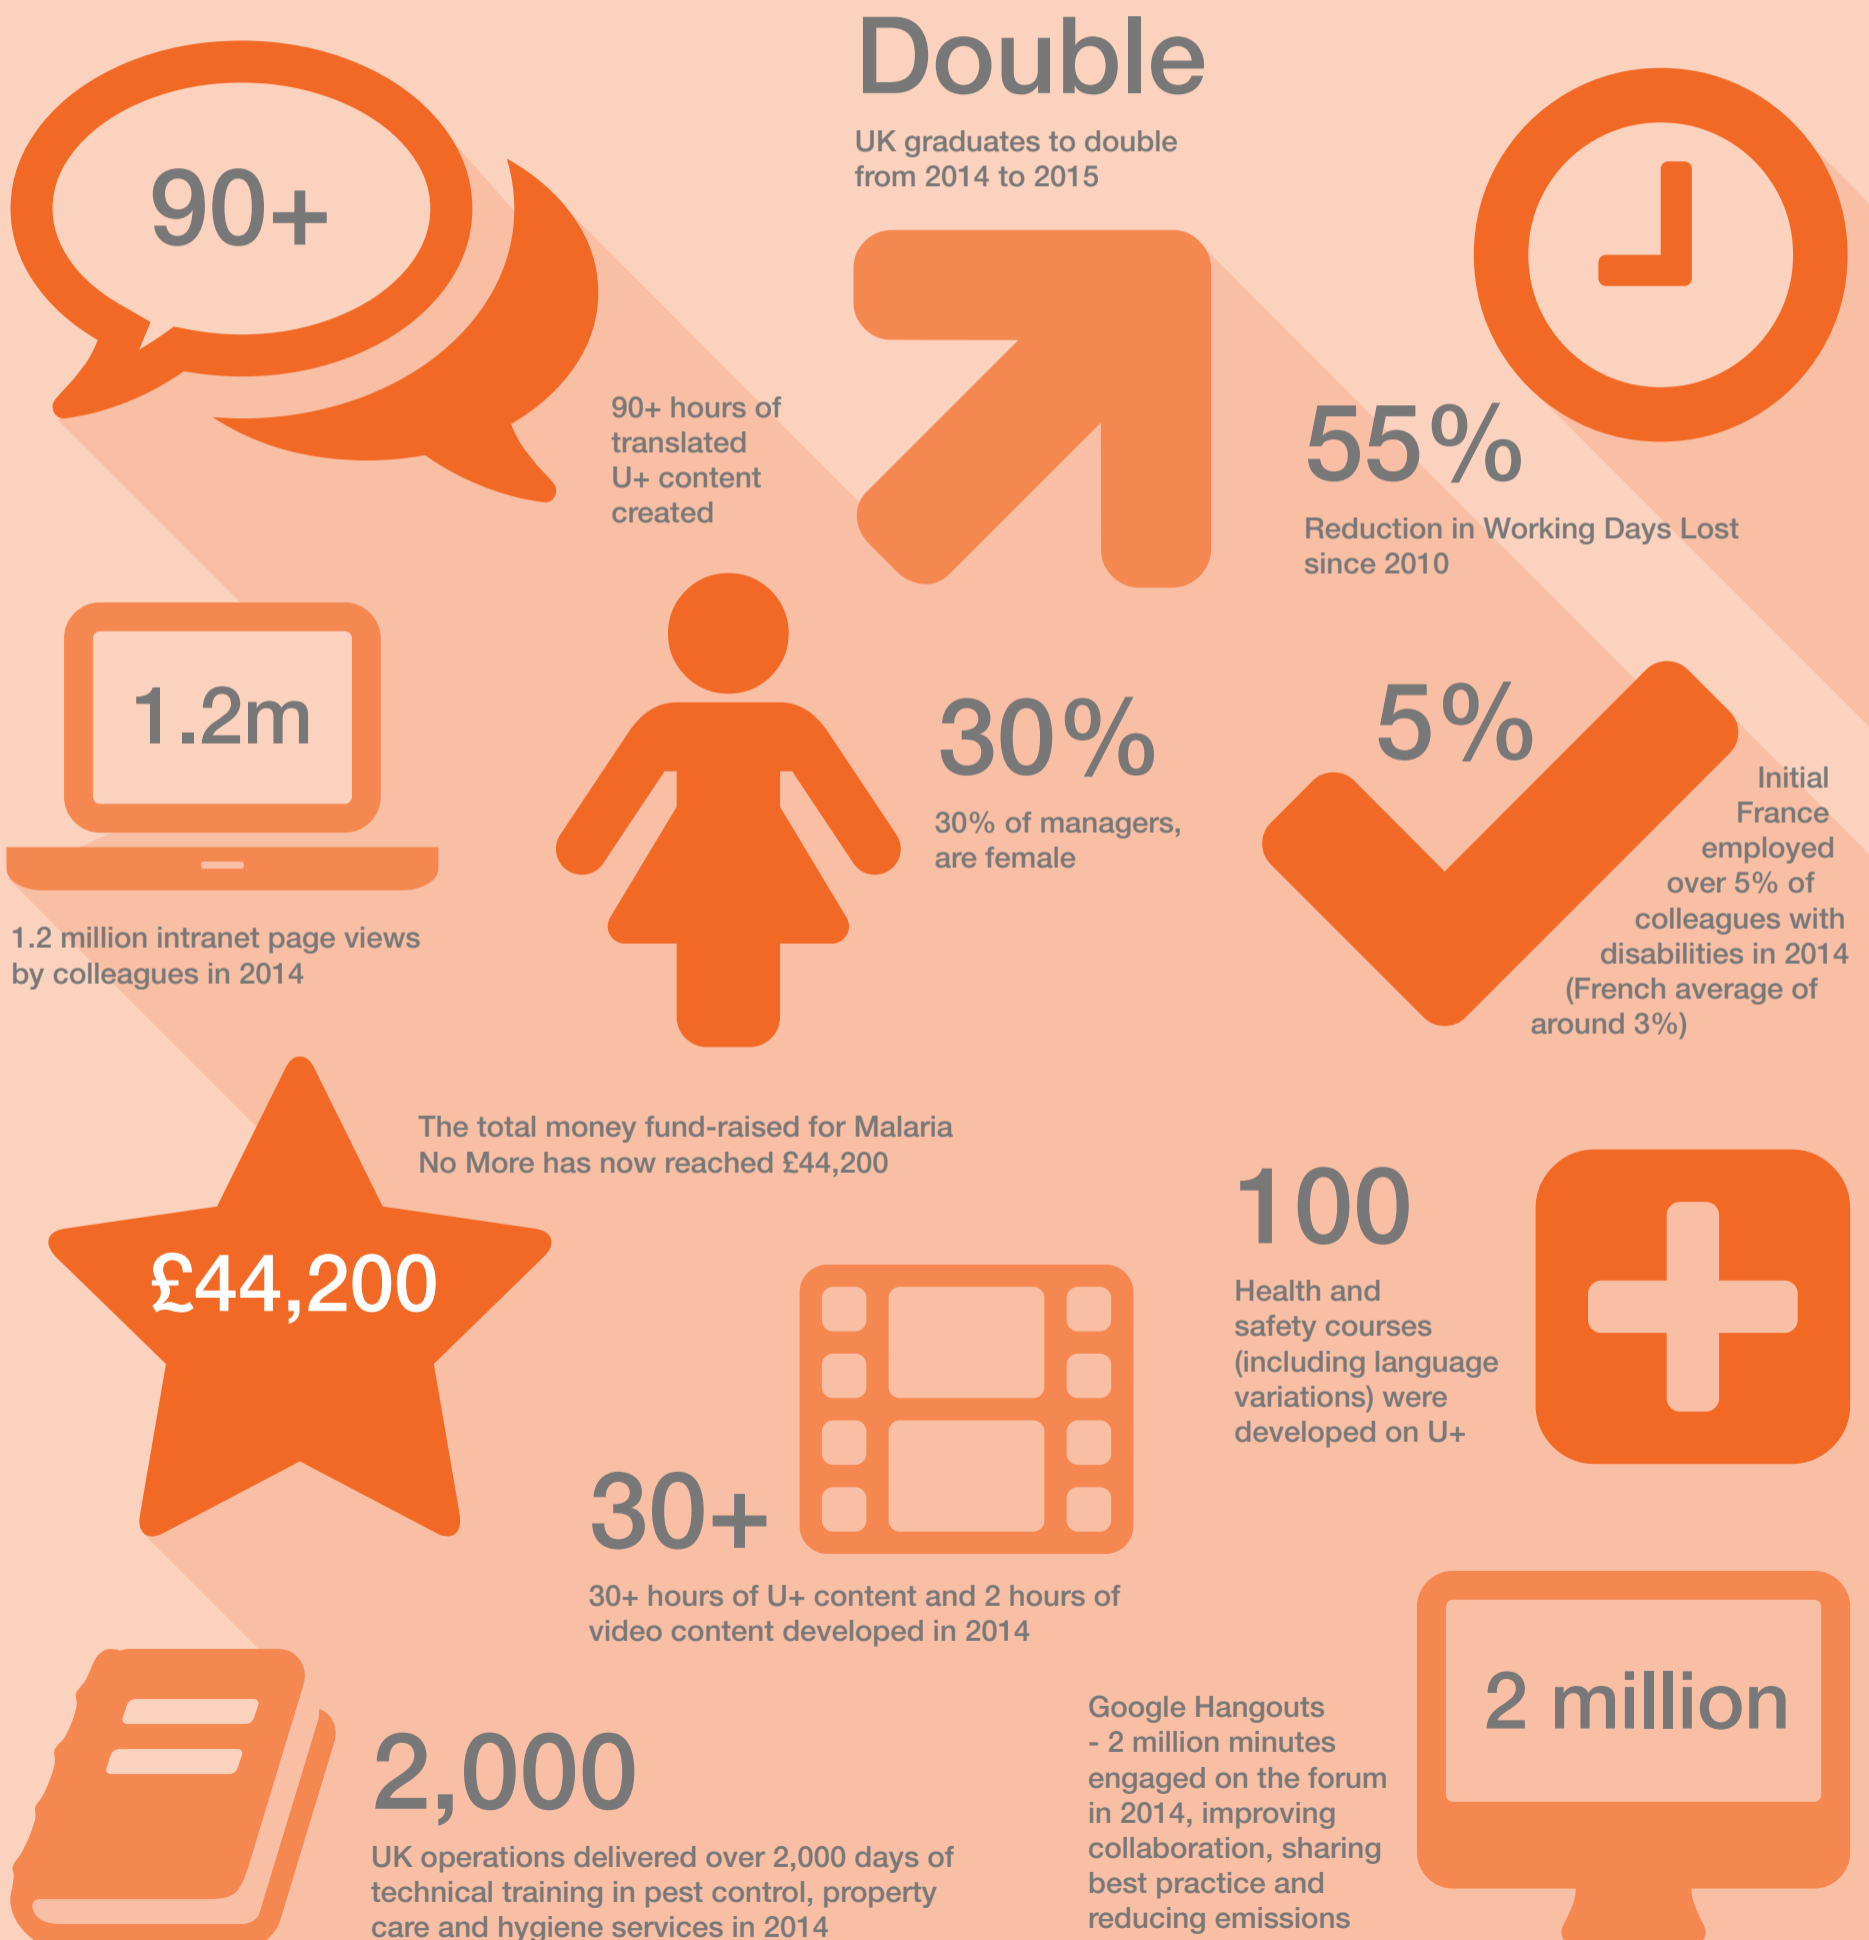 Double
UK graduates to double
from 2014 to 2015
90+
90+ hours of
translated
U+ content
created
55%
Reduction in Working Days Lost
since 2010
1.2m
1.2 million intranet page views
by colleagues in 2014
30%
30% of managers,
are female
5%
Initial
France
employed
over 5% of
colleagues with
disabilities in 2014
(French average of
around 3%)
The total money fund-raised for Malaria
No More has now reached £44,200
£44,200
100
Health and
safety courses
(including language
variations) were
developed on U+
30+
30+ hours of U+ content and 2 hours of
video content developed in 2014
2,000
UK operations delivered over 2,000 days of
technical training in pest control, property
care and hygiene services in 2014
Google Hangouts
- 2 million minutes
engaged on the forum
in 2014, improving
collaboration, sharing
best practice and
reducing emissions
2 million